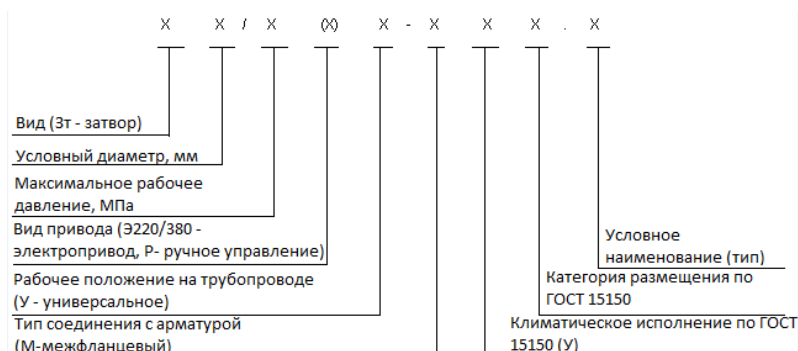 X X / X (X) X - X X X . X
Вид (Зт - затвор)
Условный диаметр, мм
Максимальное рабочее
давление, МПа
Вид привода (Э220/380 -
электропривод, Р- ручное управление)
Рабочее положение на трубопроводе
(У - универсальное)
Тип соединения с арматурой
(М-межфланцевый)
Условное
наименование (тип)
Категория размещения по
ГОСТ 15150
Климатическое исполнение по ГОСТ
15150 (У)